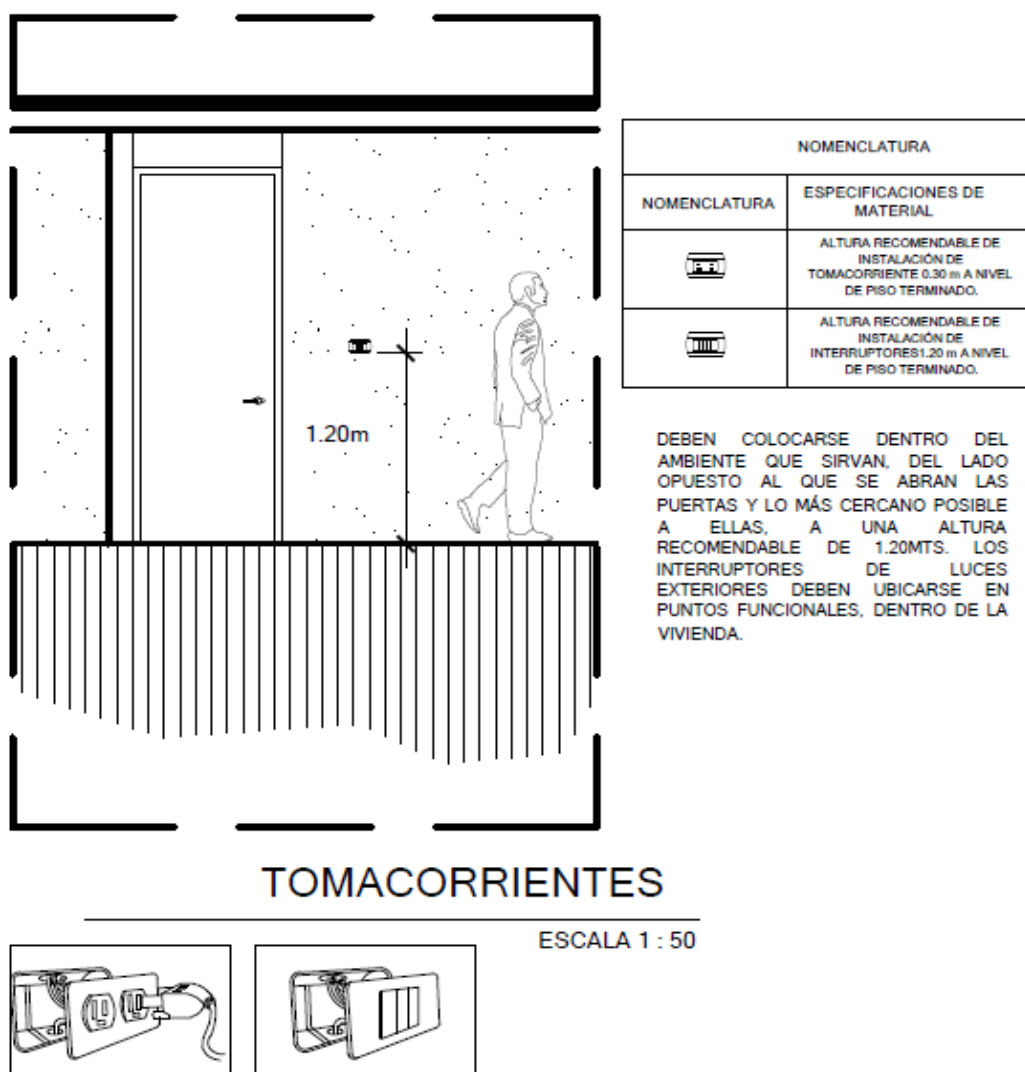 NOMENCLATURA
NOMENCLATURA
ESPECIFICACIONES DE
MATERIAL
ALTURA RECOMENDABLE DE
INSTALACIÓN DE
TOMACORRIENTE 0.30 m A NIVEL
DE PISO TERMINADO.
ALTURA RECOMENDABLE DE
INSTALACIÓN DE
INTERRUPTORES1.20 m A NIVEL
DE PISO TERMINADO.
1.20m
DEBEN COLOCARSE DENTRO DEL
AMBIENTE QUE SIRVAN, DEL LADO
OPUESTO AL QUE SE ABRAN LAS
PUERTAS Y LO MÁS CERCANO POSIBLE
A ELLAS, A UNA ALTURA
RECOMENDABLE DE 1.20MTS. LOS
INTERRUPTORES DE LUCES
EXTERIORES DEBEN UBICARSE EN
PUNTOS FUNCIONALES, DENTRO DE LA
VIVIENDA.
TOMACORRIENTES
ESCALA 1 : 50